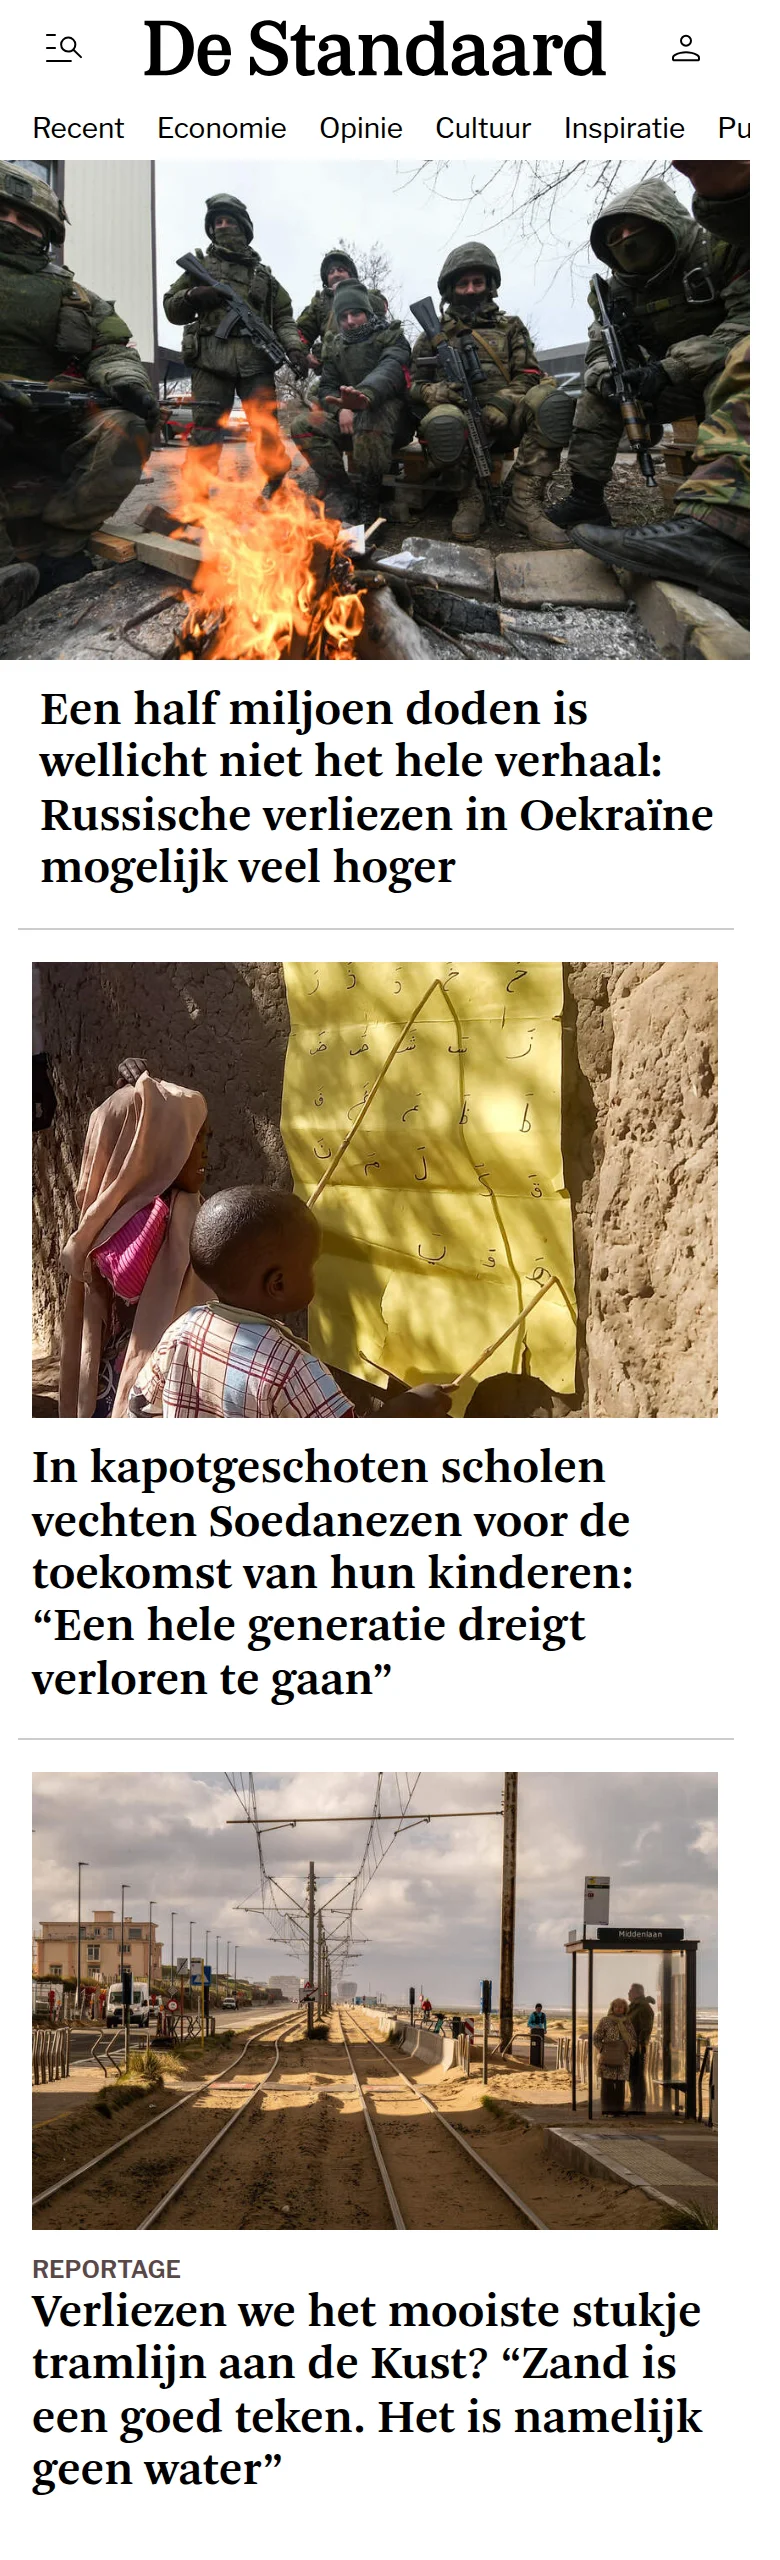 De Standaard
Recent Economie Opinie Cultuur Inspiratie Pu
Een half miljoen doden is
wellicht niet het hele verhaal:
Russische verliezen in Oekraïne
mogelijk veel hoger
In kapotgeschoten scholen
vechten Soedanezen voor de
toekomst van hun kinderen:
“Een hele generatie dreigt
verloren te gaan”
Middenlaan
REPORTAGE
Verliezen we het mooiste stukje
tramlijn aan de Kust? “Zand is
een goed teken. Het is namelijk
geen water”